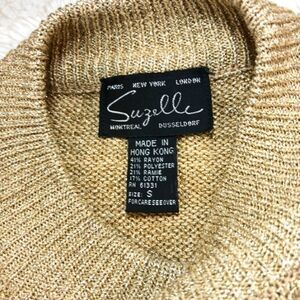 PARIS NEW YORK LONDON
Suzelle
MONTREAL DUSSELDORF
MADE IN
HONG KONG
41% RAYON
21% POLYESTER
21% RAMIE
17% COTTON
RN 61331
SIZE: S
FOR CARE SEE OVER